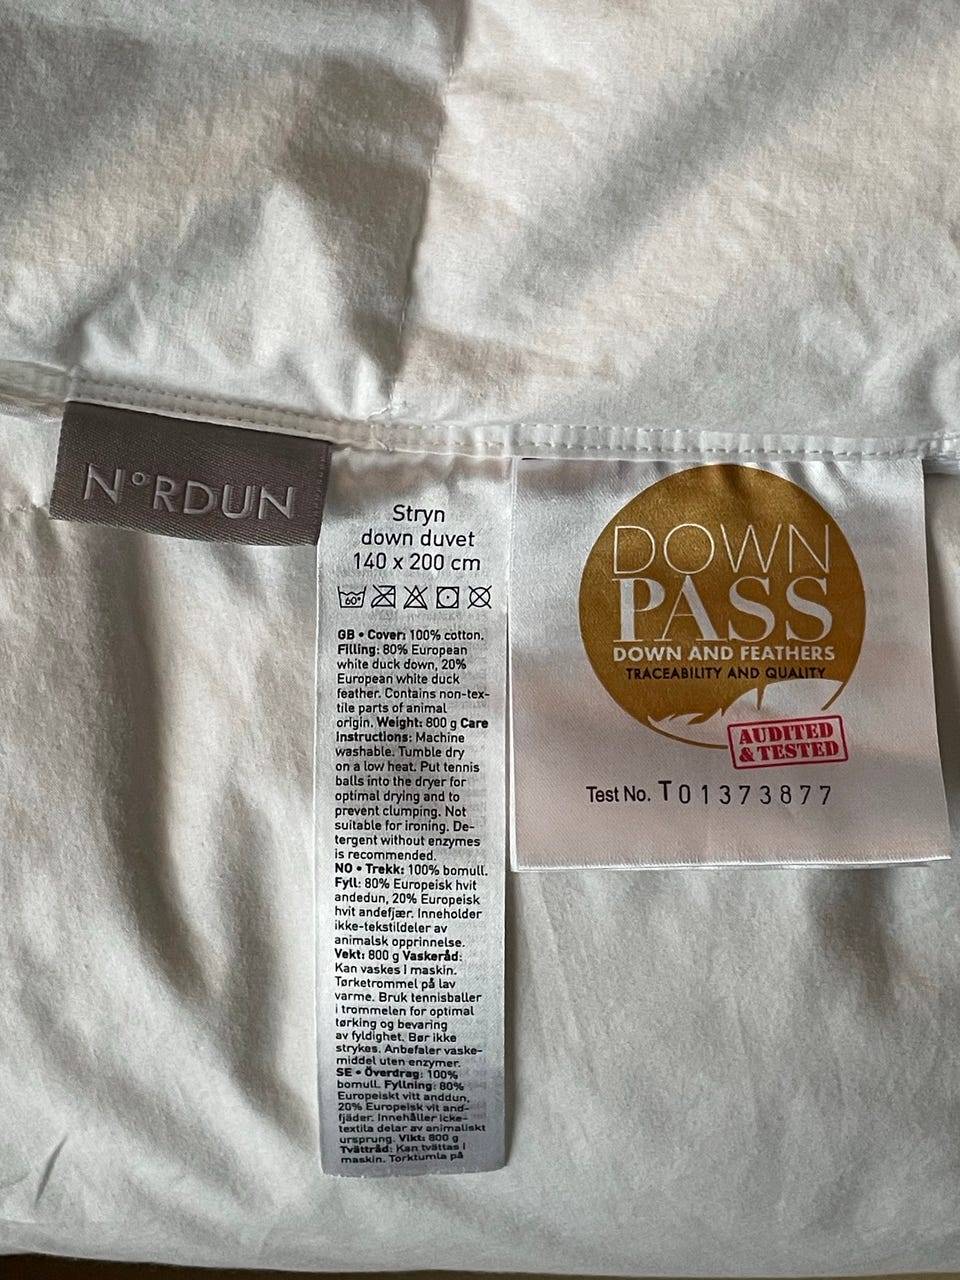 N°RDUN
Stryn
down duvet
140 x 200 cm
60°
GB • Cover: 100% cotton.
Filling: 80% European
white duck down, 20%
European white duck
feather. Contains non-tex-
tile parts of animal
origin. Weight: 800 g Care
Instructions: Machine
washable. Tumble dry
on a low heat. Put tennis
balls into the dryer for
optimal drying and to
prevent clumping. Not
suitable for ironing. De-
tergent without enzymes
is recommended.
NO • Trekk: 100% bomull.
Fyll: 80% Europeisk hvit
andedun, 20% Europeisk
hvit andefjær. Inneholder
ikke-tekstildeler av
animalsk opprinnelse.
Vekt: 800 g Vaskeråd:
Kan vaskes I maskin.
Tørketrommel på lav
varme. Bruk tennisballer
i trommelen for optimal
tørking og bevaring
av fyldighet. Bør ikke
strykes. Anbefaler vaske-
middel uten enzymer.
SE • Överdrag: 100%
bomull. Fyllning: 80%
Europeiskt vitt anddun,
20% Europeisk vit and-
fjäder. Innehåller icke-
textila delar av animaliskt
ursprung. Vikt: 800 g
Tvättråd: Kan tvättas I
maskin. Torktumla på
DOWN
PASS
DOWN AND FEATHERS
TRACEABILITY AND QUALITY
AUDITED
& TESTED
Test No. T01373877